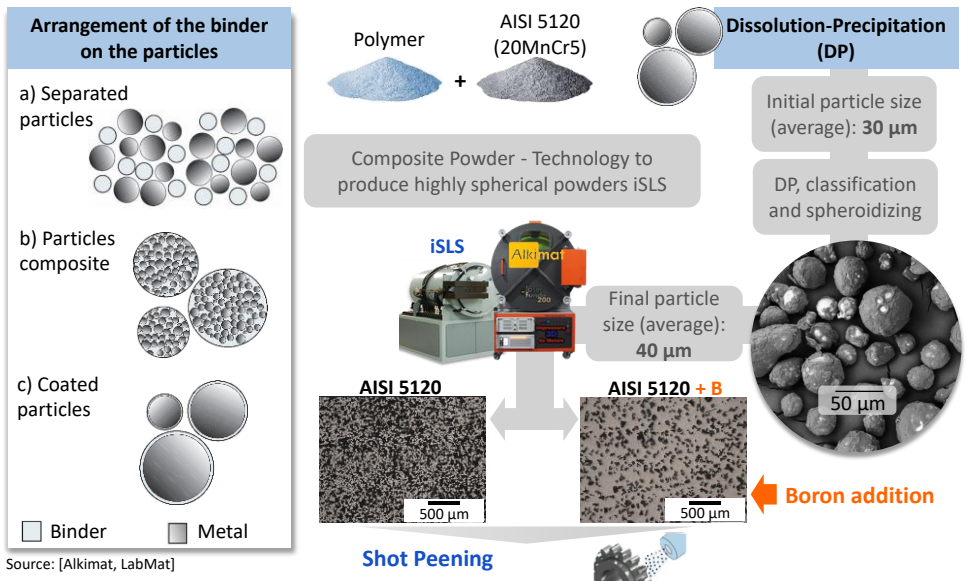 Arrangement of the binder
on the particles
a) Separated
particles
b) Particles
composite
c) Coated
particles
Binder
Metal
Source: [Alkimat, LabMat]
Polymer
+
AISI 5120
(20MnCr5)
Dissolution-Precipitation
(DP)
Initial particle size
(average): 30 µm
DP, classification
and spheroidizing
Composite Powder - Technology to
produce highly spherical powders iSLS
iSLS
Alkimat
200
3D
Final particle
size (average):
40 µm
50 µm
AISI 5120
500 µm
AISI 5120 + B
500 µm
Boron addition
Shot Peening